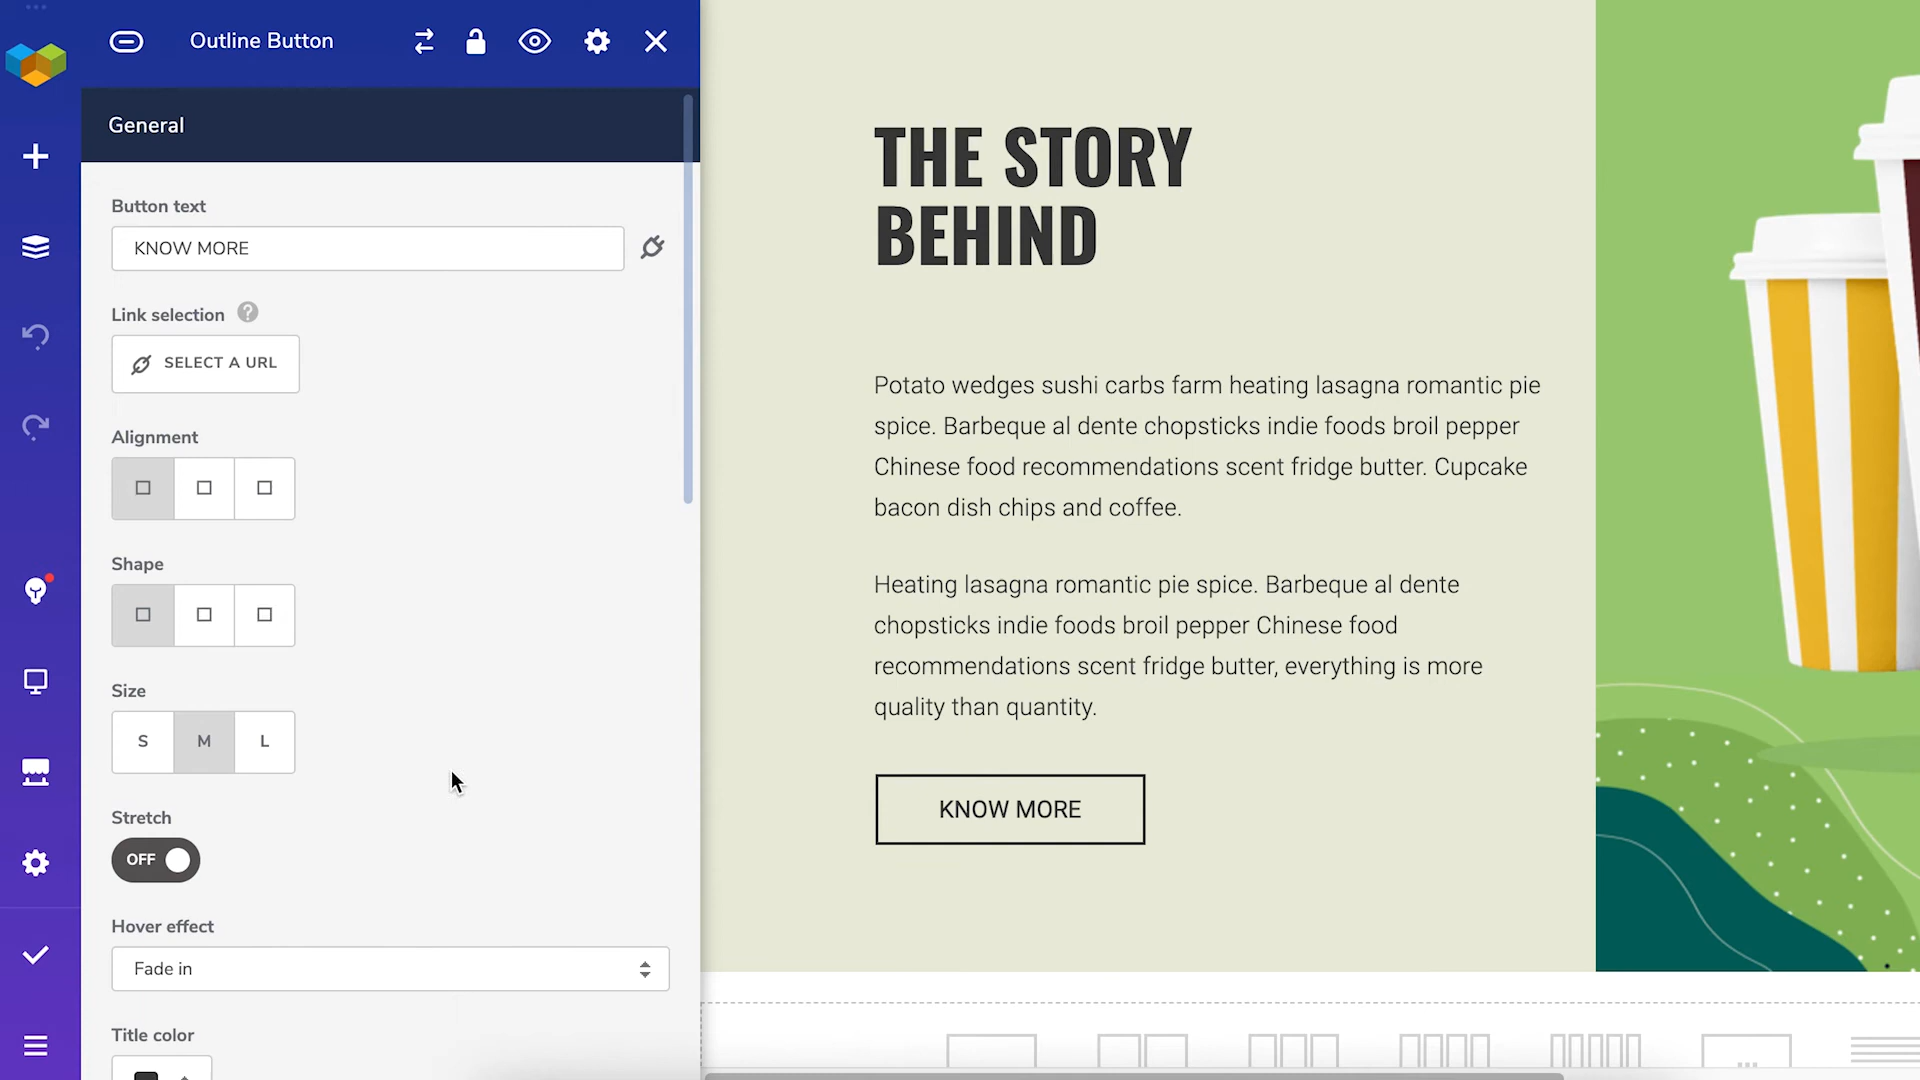 Outline Button
General
Button text
KNOW MORE
Link selection
?
SELECT A URL
Alignment
Shape
Size
S M L
Stretch
OFF
Hover effect
Fade in
Title color
THE STORY
BEHIND
Potato wedges sushi carbs farm heating lasagna romantic pie
spice. Barbeque al dente chopsticks indie foods broil pepper
Chinese food recommendations scent fridge butter. Cupcake
bacon dish chips and coffee.
Heating lasagna romantic pie spice. Barbeque al dente
chopsticks indie foods broil pepper Chinese food
recommendations scent fridge butter, everything is more
quality than quantity.
KNOW MORE